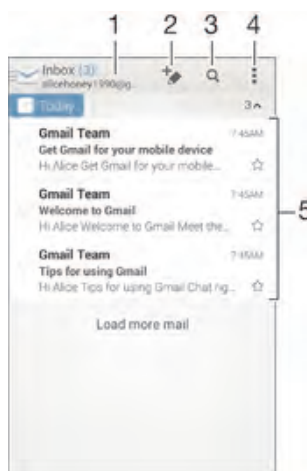 1 2 3 4
Inbox (3)
alicehoney1990@g...
Today 3
Gmail Team 7:45AM
Get Gmail for your mobile device
Hi Alice Get Gmail for your mobile...
Gmail Team 7:45AM
Welcome to Gmail
Hi Alice Welcome to Gmail Meet the...
5
Gmail Team 7:45AM
Tips for using Gmail
Hi Alice Tips for using Gmail Chat rig...
Load more mail